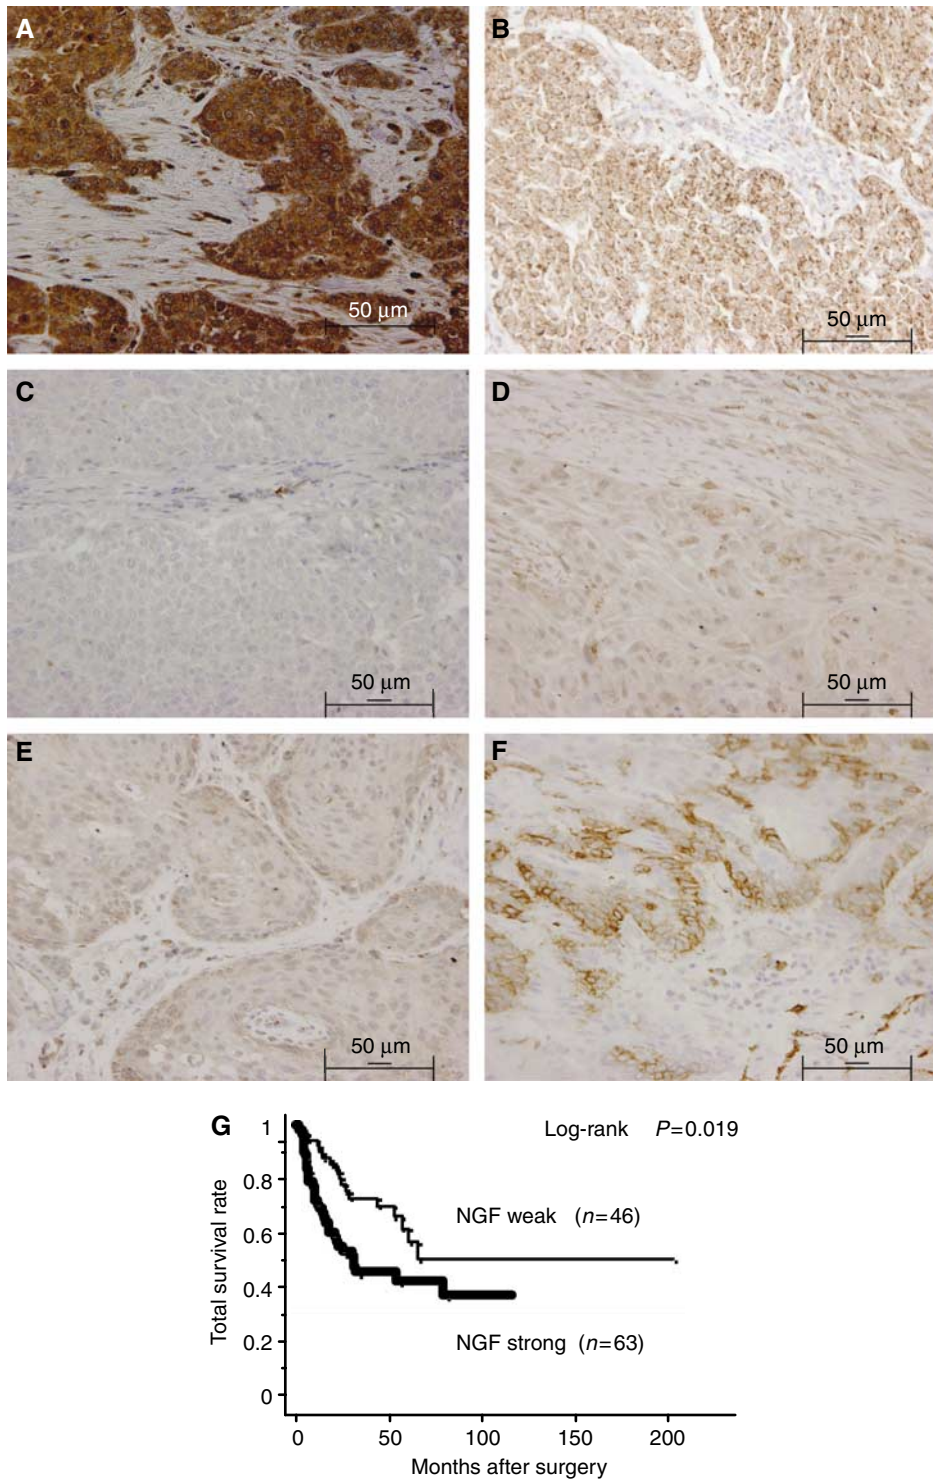 A
B
50 μm
50 μm
C
D
50 μm
50 μm
E
F
50 μm
50 μm
G
Log-rank P=0.019
1
0.8
0.6
0.4
0.2
0
Total survival rate
NGF weak (n=46)
NGF strong (n=63)
0 50 100 150 200
Months after surgery